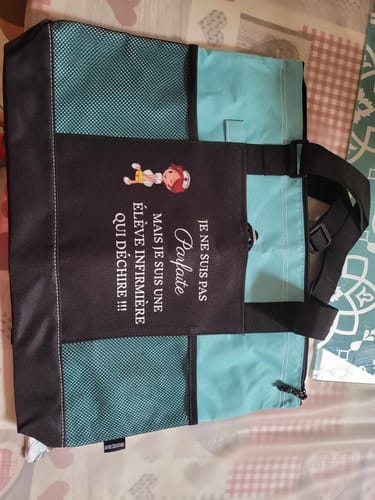 JE NE SUIS PAS
Parfaite
MAIS JE SUIS UNE
ÉLÈVE INFIRMIÈRE
QUI DÉCHIRE !!!